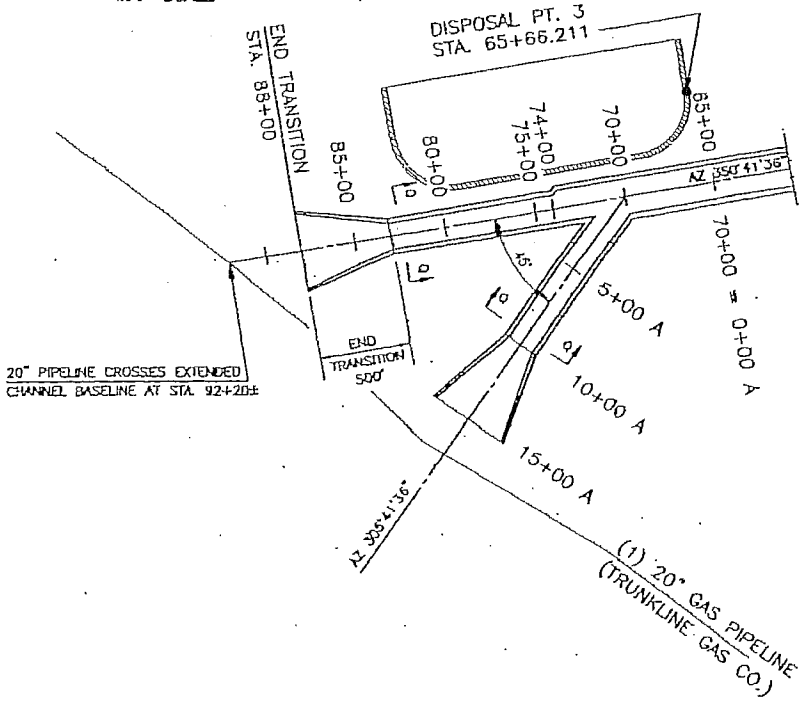 DISPOSAL PT. 3
STA. 65+66.211
END TRANSITION
STA. 88+00
85+00
80+00
75+00
74+00
70+00
65+00
AZ 350°41'36"
70+00 = 0+00 A
45°
5+00 A
10+00 A
15+00 A
END
TRANSITION
500'
20" PIPELINE CROSSES EXTENDED
CHANNEL BASELINE AT STA. 92+20±
AZ 305°41'36"
(1) 20" GAS PIPELINE
(TRUNKLINE GAS CO.)